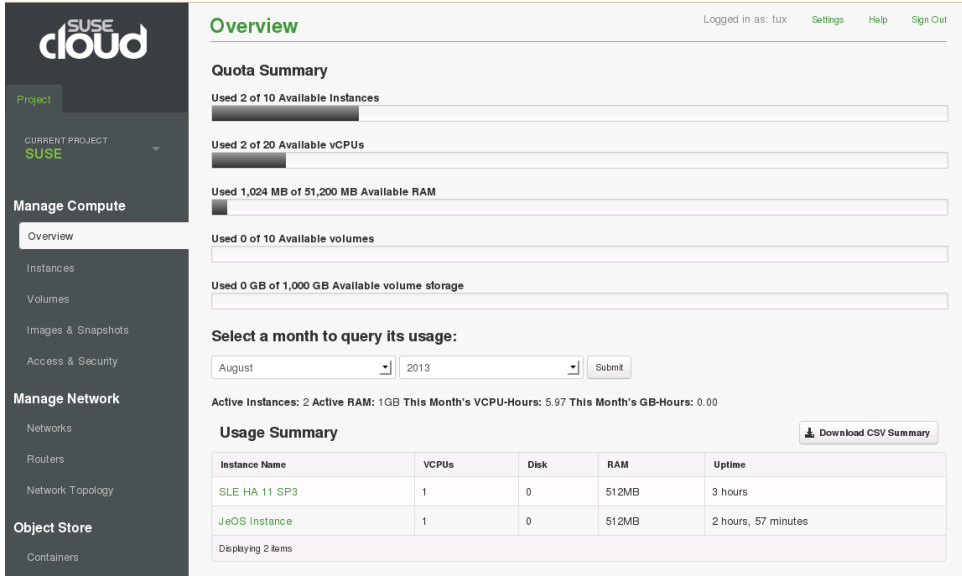 SUSE
cloud
Project
CURRENT PROJECT
SUSE
Manage Compute
Overview
Instances
Volumes
Images & Snapshots
Access & Security
Manage Network
Networks
Routers
Network Topology
Object Store
Containers
Overview
Logged in as: tux Settings Help Sign Out
Quota Summary
Used 2 of 10 Available Instances
Used 2 of 20 Available vCPUs
Used 1,024 MB of 51,200 MB Available RAM
Used 0 of 10 Available volumes
Used 0 GB of 1,000 GB Available volume storage
Select a month to query its usage:
August 2013 Submit
Active Instances: 2 Active RAM: 1GB This Month's VCPU-Hours: 5.97 This Month's GB-Hours: 0.00
Usage Summary Download CSV Summary
Instance Name VCPUs Disk RAM Uptime
SLE HA 11 SP3 1 0 512MB 3 hours
JeOS Instance 1 0 512MB 2 hours, 57 minutes
Displaying 2 items